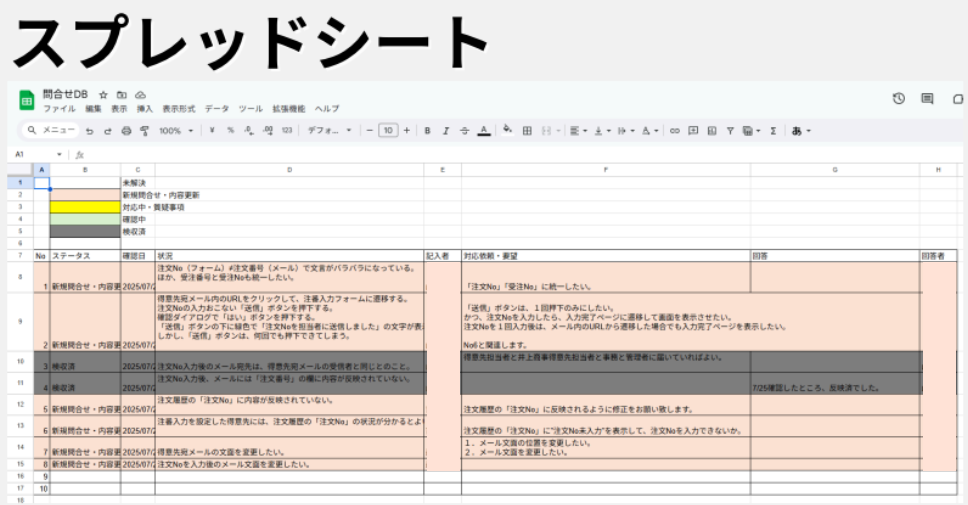 スプレッドシート
問合せDB
ファイル 編集 表示 挿入 表示形式 データ ツール 拡張機能 ヘルプ
メニュー 100% ¥ % .0 .00 123 デフォ... − 10 + B I A あ
A1 fx
A B C D E F G H
1 未解決
2 新規問合せ・内容更新
3 対応中・質疑事項
4 確認中
5 検収済
6
7 No ステータス 確認日 状況 記入者 対応依頼・要望 回答 回答者
8 注文No（フォーム）≠注文番号（メール）で文言がバラバラになっている。
ほか、受注番号と受注Noも統一したい。
1 新規問合せ・内容更 2025/07/2 「注文No」「受注No」に統一したい。
9 得意先宛メール内のURLをクリックして、注番入力フォームに遷移する。
注文Noの入力おこない「送信」ボタンを押下する。
確認ダイアログで「はい」ボタンを押下する。
「送信」ボタンの下に緑色で「注文Noを担当者に送信しました」の文字が表示
しかし、「送信」ボタンは、何回でも押下できてしまう。
2 新規問合せ・内容更 2025/07/2
「送信」ボタンは、１回押下のみにしたい。
かつ、注文Noを入力したら、入力完了ページに遷移して画面を表示させたい。
注文Noを１回入力後は、メール内のURLから遷移した場合でも入力完了ページを表示したい。
No6と関連します。
10 3 検収済 2025/07/2 注文No入力後のメール宛先は、得意先宛メールの受信者と同じとのこと。 得意先担当者と井上商事得意先担当者と事務と管理者に届いていればよい。
11 4 検収済 2025/07/2 注文No入力後、メールには「注文番号」の欄に内容が反映されていない。 7/25確認したところ、反映済でした。
12 5 新規問合せ・内容更 2025/07/2 注文履歴の「注文No」に内容が反映されていない。 注文履歴の「注文No」に反映されるように修正をお願い致します。
13 6 新規問合せ・内容更 2025/07/2 注番入力を設定した得意先には、注文履歴の「注文No」の状況が分かるとよ 注文履歴の「注文No」に"注文No未入力"を表示して、注文Noを入力できないか。
14 7 新規問合せ・内容更 2025/07/2 得意先宛メールの文面を変更したい。 １．メール文面の位置を変更したい。
２．メール文面を変更したい。
15 8 新規問合せ・内容更 2025/07/2 注文Noを入力後のメール文面を変更したい。
16 9
17 10
18